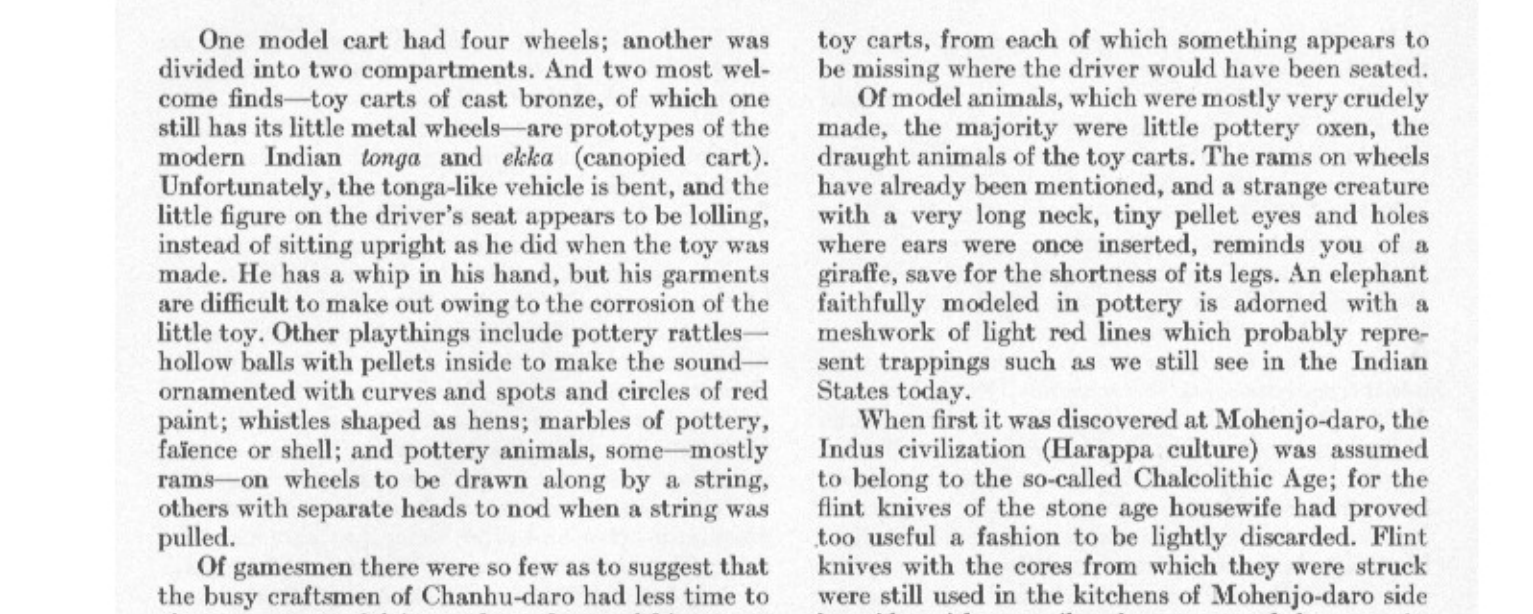 One model cart had four wheels; another was
divided into two compartments. And two most wel-
come finds—toy carts of cast bronze, of which one
still has its little metal wheels—are prototypes of the
modern Indian tonga and ekka (canopied cart).
Unfortunately, the tonga-like vehicle is bent, and the
little figure on the driver's seat appears to be lolling,
instead of sitting upright as he did when the toy was
made. He has a whip in his hand, but his garments
are difficult to make out owing to the corrosion of the
little toy. Other playthings include pottery rattles—
hollow balls with pellets inside to make the sound—
ornamented with curves and spots and circles of red
paint; whistles shaped as hens; marbles of pottery,
faïence or shell; and pottery animals, some—mostly
rams—on wheels to be drawn along by a string,
others with separate heads to nod when a string was
pulled.
Of gamesmen there were so few as to suggest that
the busy craftsmen of Chanhu-daro had less time to
toy carts, from each of which something appears to
be missing where the driver would have been seated.
Of model animals, which were mostly very crudely
made, the majority were little pottery oxen, the
draught animals of the toy carts. The rams on wheels
have already been mentioned, and a strange creature
with a very long neck, tiny pellet eyes and holes
where ears were once inserted, reminds you of a
giraffe, save for the shortness of its legs. An elephant
faithfully modeled in pottery is adorned with a
meshwork of light red lines which probably repre-
sent trappings such as we still see in the Indian
States today.
When first it was discovered at Mohenjo-daro, the
Indus civilization (Harappa culture) was assumed
to belong to the so-called Chalcolithic Age; for the
flint knives of the stone age housewife had proved
too useful a fashion to be lightly discarded. Flint
knives with the cores from which they were struck
were still used in the kitchens of Mohenjo-daro side